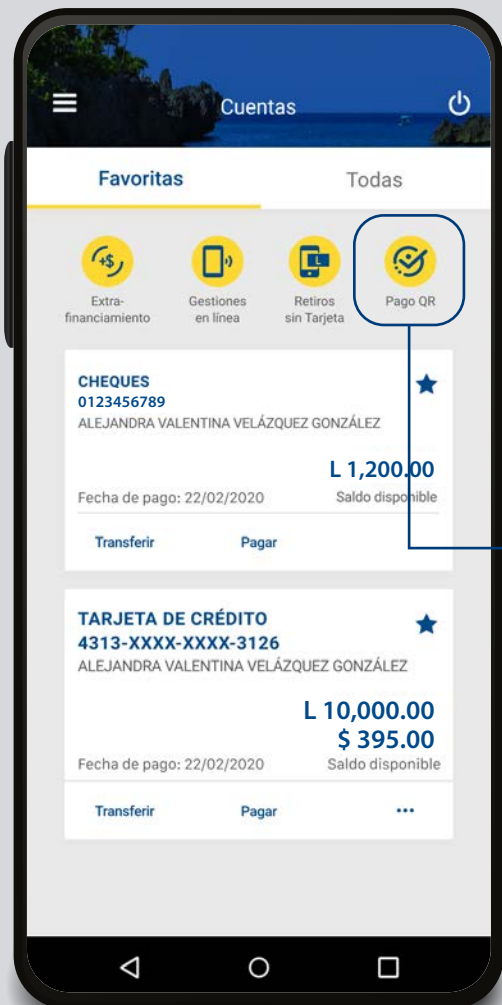 Cuentas
Favoritas
Todas
+$
L
Extra-
financiamiento
Gestiones
en línea
Retiros
sin Tarjeta
Pago QR
CHEQUES
0123456789
ALEJANDRA VALENTINA VELÁZQUEZ GONZÁLEZ
L 1,200.00
Fecha de pago: 22/02/2020
Saldo disponible
Transferir
Pagar
TARJETA DE CRÉDITO
4313-XXXX-XXXX-3126
ALEJANDRA VALENTINA VELÁZQUEZ GONZÁLEZ
L 10,000.00
$ 395.00
Fecha de pago: 22/02/2020
Saldo disponible
Transferir
Pagar